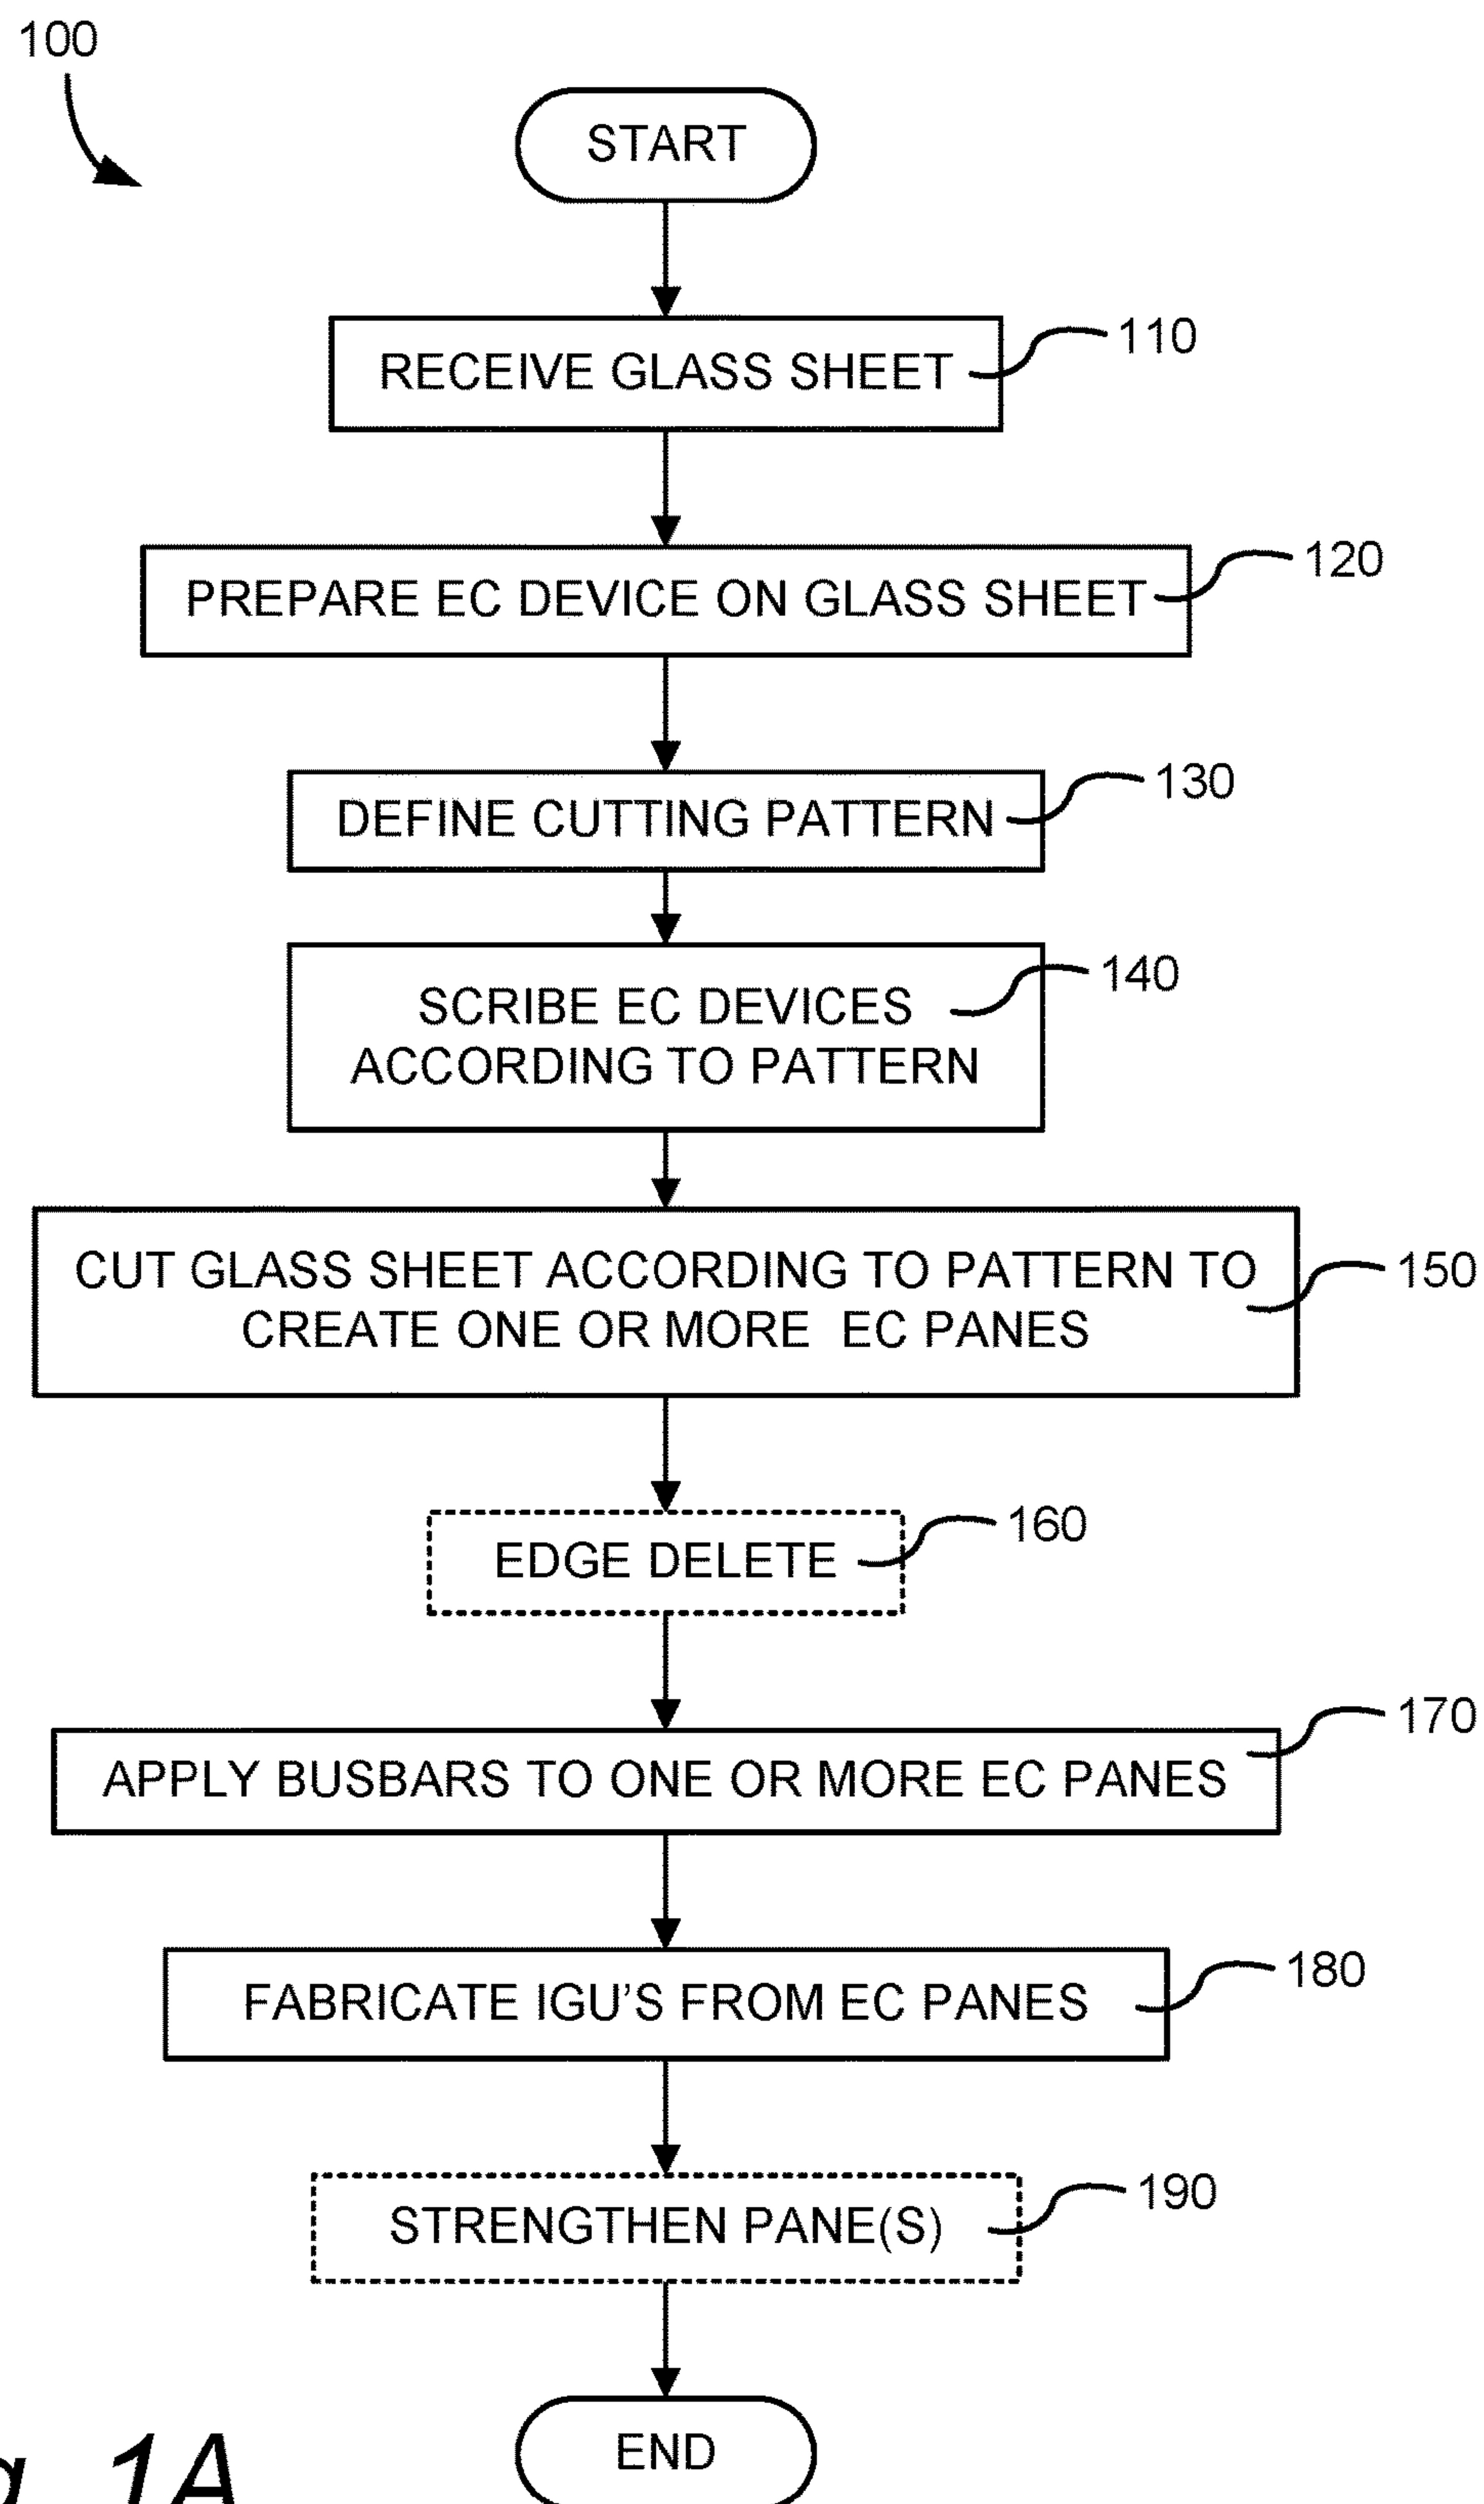 100
START
RECEIVE GLASS SHEET
110
PREPARE EC DEVICE ON GLASS SHEET
120
DEFINE CUTTING PATTERN
130
SCRIBE EC DEVICES
ACCORDING TO PATTERN
140
CUT GLASS SHEET ACCORDING TO PATTERN TO
CREATE ONE OR MORE EC PANES
150
EDGE DELETE
160
APPLY BUSBARS TO ONE OR MORE EC PANES
170
FABRICATE IGU'S FROM EC PANES
180
STRENGTHEN PANE(S)
190
END
1A